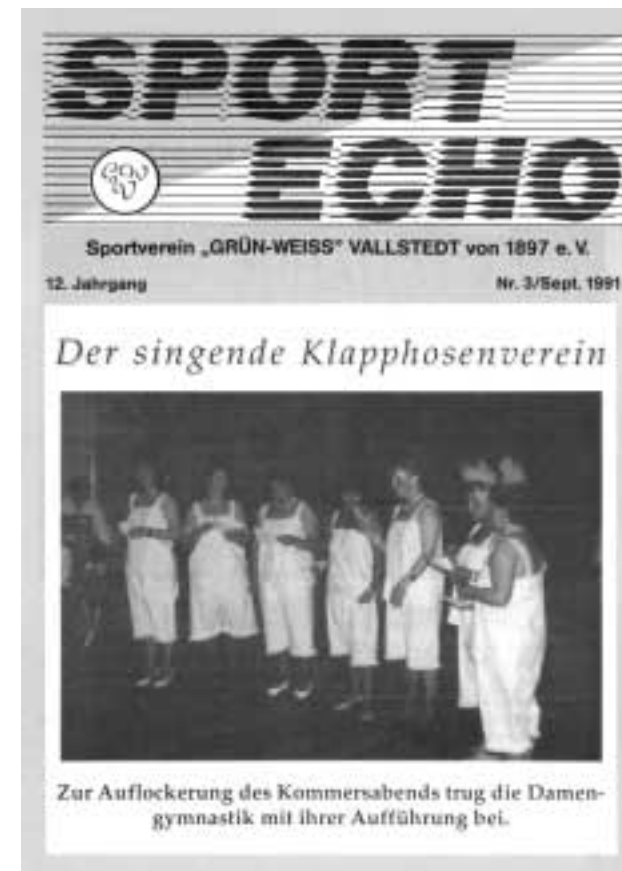 SPORT
ECHO
GWV
Sportverein „GRÜN-WEISS" VALLSTEDT von 1897 e. V.
12. Jahrgang
Nr. 3/Sept. 1991
Der singende Klapphosenverein
Zur Auflockerung des Kommersabends trug die Damen-
gymnastik mit ihrer Aufführung bei.